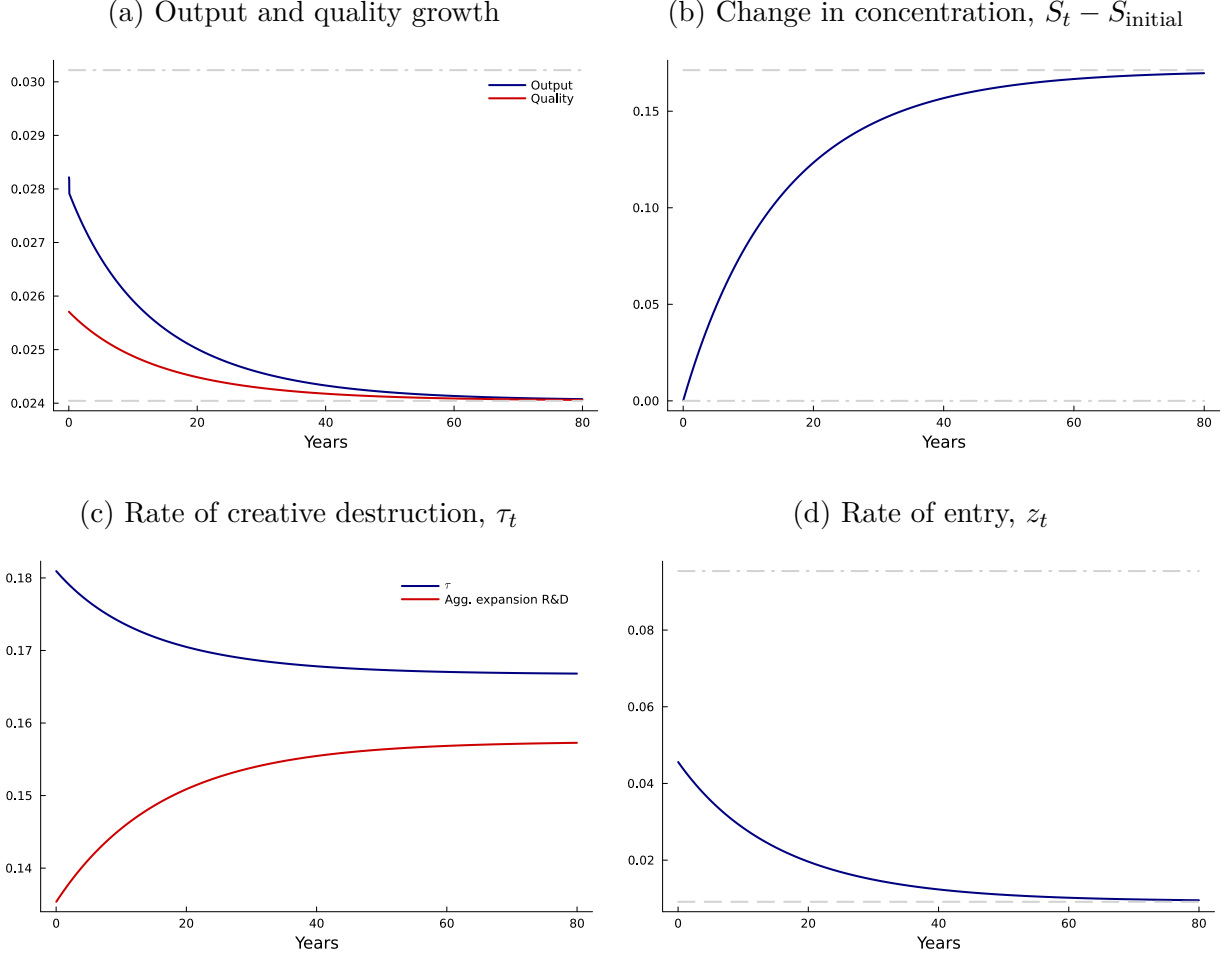 (a) Output and quality growth
0.030
0.029
0.028
0.027
0.026
0.025
0.024
Output
Quality
0 20 40 60 80
Years
(b) Change in concentration, S_t − S_initial
0.15
0.10
0.05
0.00
0 20 40 60 80
Years
(c) Rate of creative destruction, τ_t
0.18
0.17
0.16
0.15
0.14
τ
Agg. expansion R&D
0 20 40 60 80
Years
(d) Rate of entry, z_t
0.08
0.06
0.04
0.02
0 20 40 60 80
Years